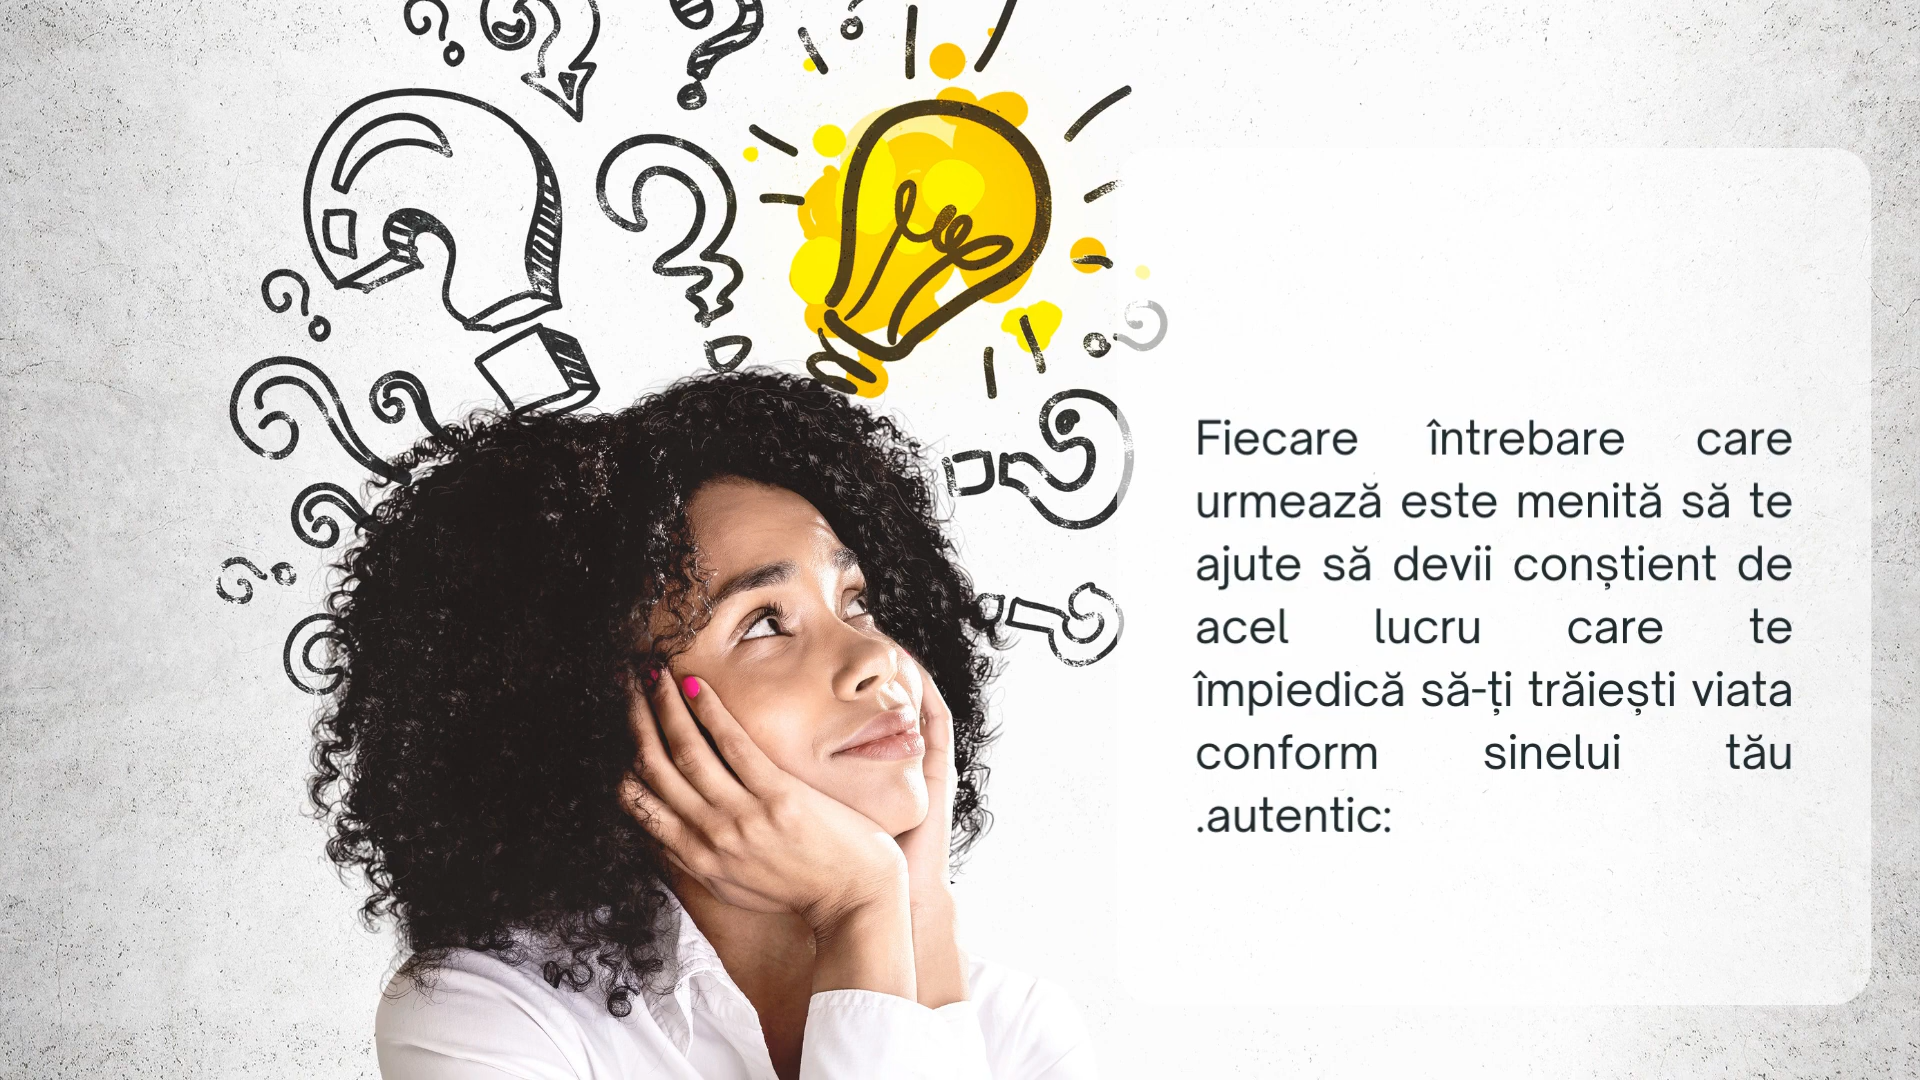 Fiecare întrebare care
urmează este menită să te
ajute să devii conștient de
acel lucru care te
împiedică să-ți trăiești viata
conform sinelui tău
.autentic: